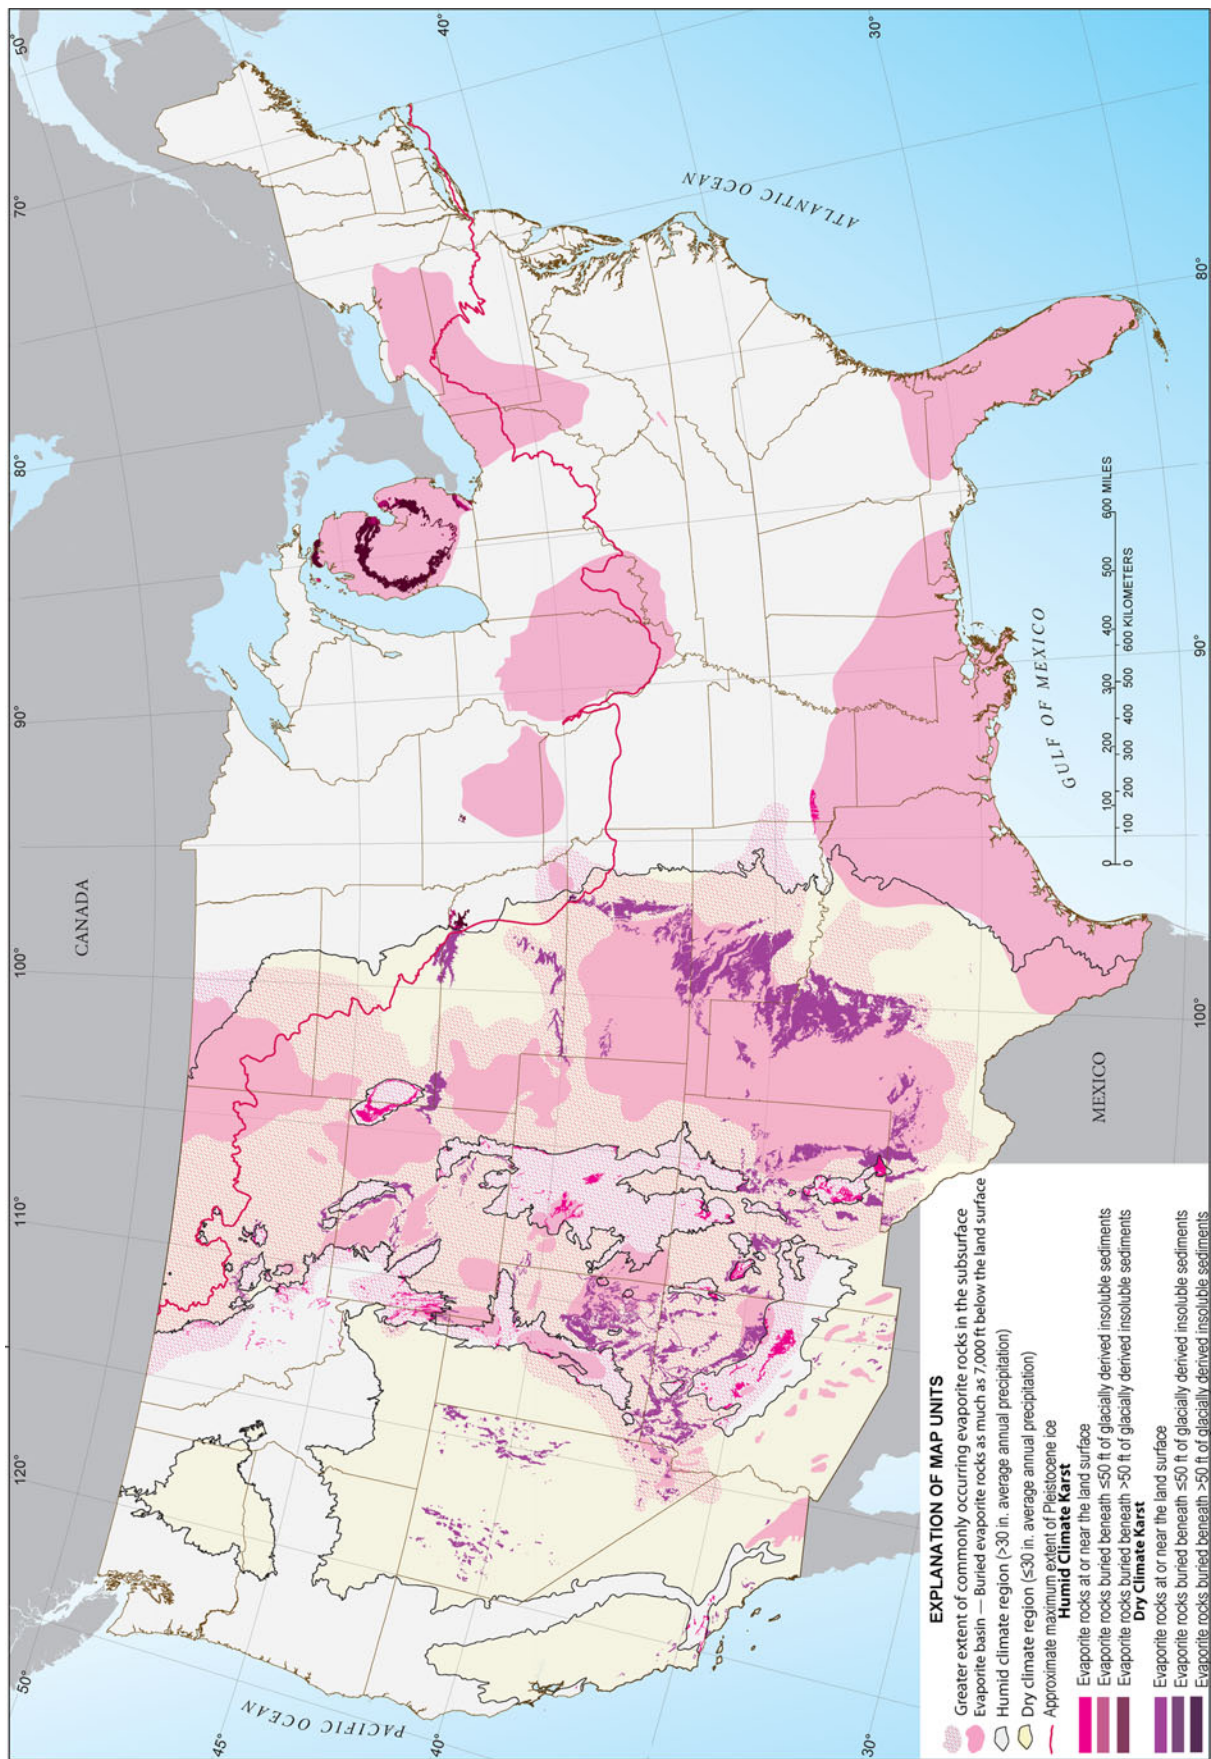 50°
70°
80°
90°
100°
110°
120°
50°
40°
30°
80°
90°
100°
45°
40°
30°
CANADA
MEXICO
PACIFIC OCEAN
ATLANTIC OCEAN
GULF OF MEXICO
0 100 200 300 400 500 600 MILES
0 100 200 300 400 500 600 KILOMETERS
EXPLANATION OF MAP UNITS
Greater extent of commonly occurring evaporite rocks in the subsurface
Evaporite basin — Buried evaporite rocks as much as 7,000 ft below the land surface
Humid climate region (>30 in. average annual precipitation)
Dry climate region (≤30 in. average annual precipitation)
Approximate maximum extent of Pleistocene ice
Humid Climate Karst
Evaporite rocks at or near the land surface
Evaporite rocks buried beneath ≤50 ft of glacially derived insoluble sediments
Evaporite rocks buried beneath >50 ft of glacially derived insoluble sediments
Dry Climate Karst
Evaporite rocks at or near the land surface
Evaporite rocks buried beneath ≤50 ft of glacially derived insoluble sediments
Evaporite rocks buried beneath >50 ft of glacially derived insoluble sediments